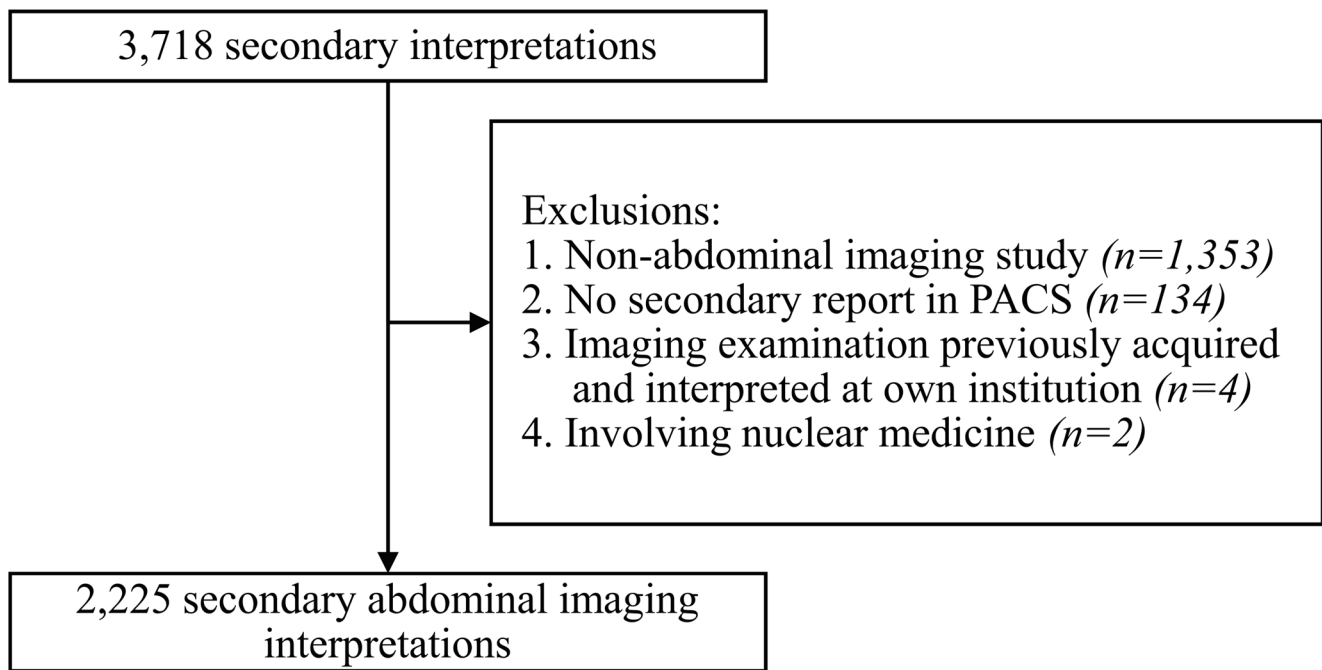 3,718 secondary interpretations
Exclusions:
1. Non-abdominal imaging study (n=1,353)
2. No secondary report in PACS (n=134)
3. Imaging examination previously acquired
and interpreted at own institution (n=4)
4. Involving nuclear medicine (n=2)
2,225 secondary abdominal imaging
interpretations